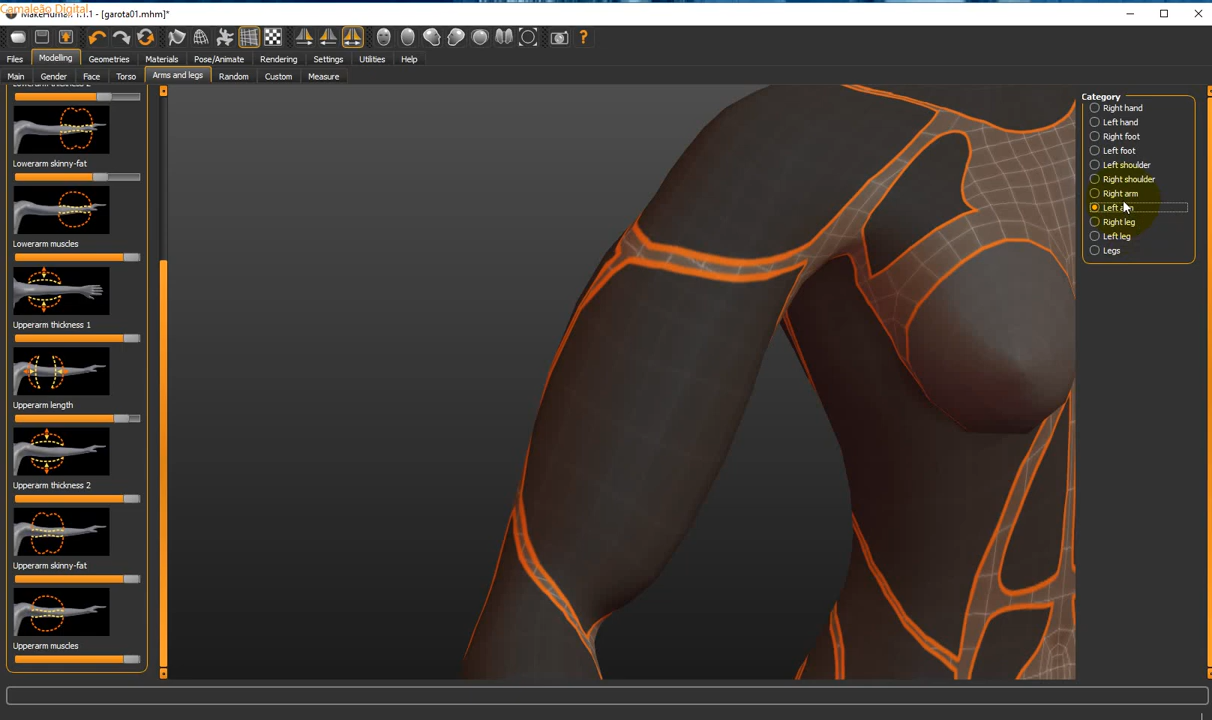 Camaleão Digital
MakeHuman 1.1.1 - [garota01.mhm]*
Files
Modelling
Geometries
Materials
Pose/Animate
Rendering
Settings
Utilities
Help
Main
Gender
Face
Torso
Arms and legs
Random
Custom
Measure
Lowerarm thickness 2
Lowerarm skinny-fat
Lowerarm muscles
Upperarm thickness 1
Upperarm length
Upperarm thickness 2
Upperarm skinny-fat
Upperarm muscles
Category
Right hand
Left hand
Right foot
Left foot
Left shoulder
Right shoulder
Right arm
Left arm
Right leg
Left leg
Legs